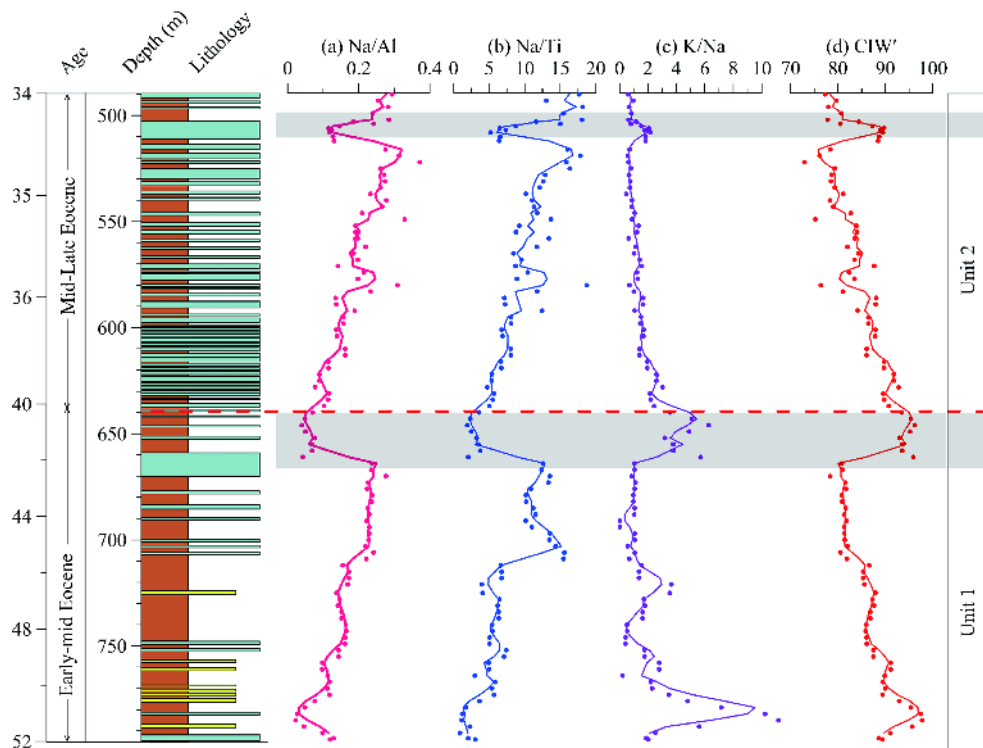 Age
Depth (m)
Lithology
(a) Na/Al
(b) Na/Ti
(c) K/Na
(d) CIW'
0 0.2 0.4
0 5 10 15 20
0 2 4 6 8 10
70 80 90 100
34
500
35
550
36
600
40
650
44
700
48
750
52
Mid-Late Eocene
Early-mid Eocene
Unit 2
Unit 1